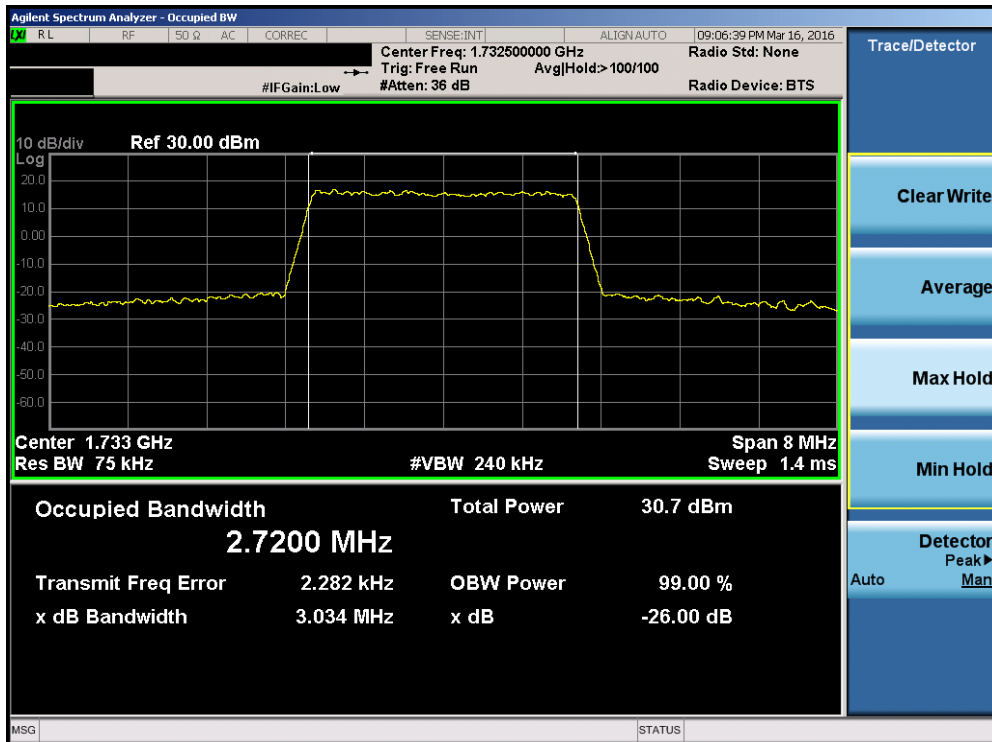 Agilent Spectrum Analyzer - Occupied BW
LXI RL RF 50 Ω AC CORREC SENSE:INT ALIGN AUTO 09:06:39 PM Mar 16, 2016
Center Freq: 1.732500000 GHz Radio Std: None
Trig: Free Run Avg|Hold:> 100/100
#IFGain:Low #Atten: 36 dB Radio Device: BTS
10 dB/div Ref 30.00 dBm
Log
20.0
10.0
0.00
-10.0
-20.0
-30.0
-40.0
-50.0
-60.0
Center 1.733 GHz Span 8 MHz
Res BW 75 kHz #VBW 240 kHz Sweep 1.4 ms
Occupied Bandwidth Total Power 30.7 dBm
2.7200 MHz
Transmit Freq Error 2.282 kHz OBW Power 99.00 %
x dB Bandwidth 3.034 MHz x dB -26.00 dB
MSG STATUS
Trace/Detector
Clear Write
Average
Max Hold
Min Hold
Detector
Peak▶
Auto Man